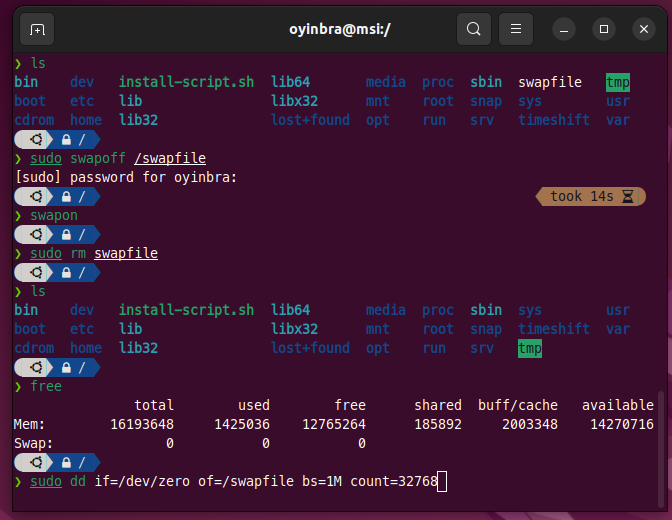 oyinbra@msi:/
❯ ls
bin dev install-script.sh lib64 media proc sbin swapfile tmp
boot etc lib libx32 mnt root snap sys usr
cdrom home lib32 lost+found opt run srv timeshift var
/
❯ sudo swapoff /swapfile
[sudo] password for oyinbra:
/ took 14s
❯ swapon
/
❯ sudo rm swapfile
/
❯ ls
bin dev install-script.sh lib64 media proc sbin sys usr
boot etc lib libx32 mnt root snap timeshift var
cdrom home lib32 lost+found opt run srv tmp
/
❯ free
total used free shared buff/cache available
Mem: 16193648 1425036 12765264 185892 2003348 14270716
Swap: 0 0 0
/
❯ sudo dd if=/dev/zero of=/swapfile bs=1M count=32768